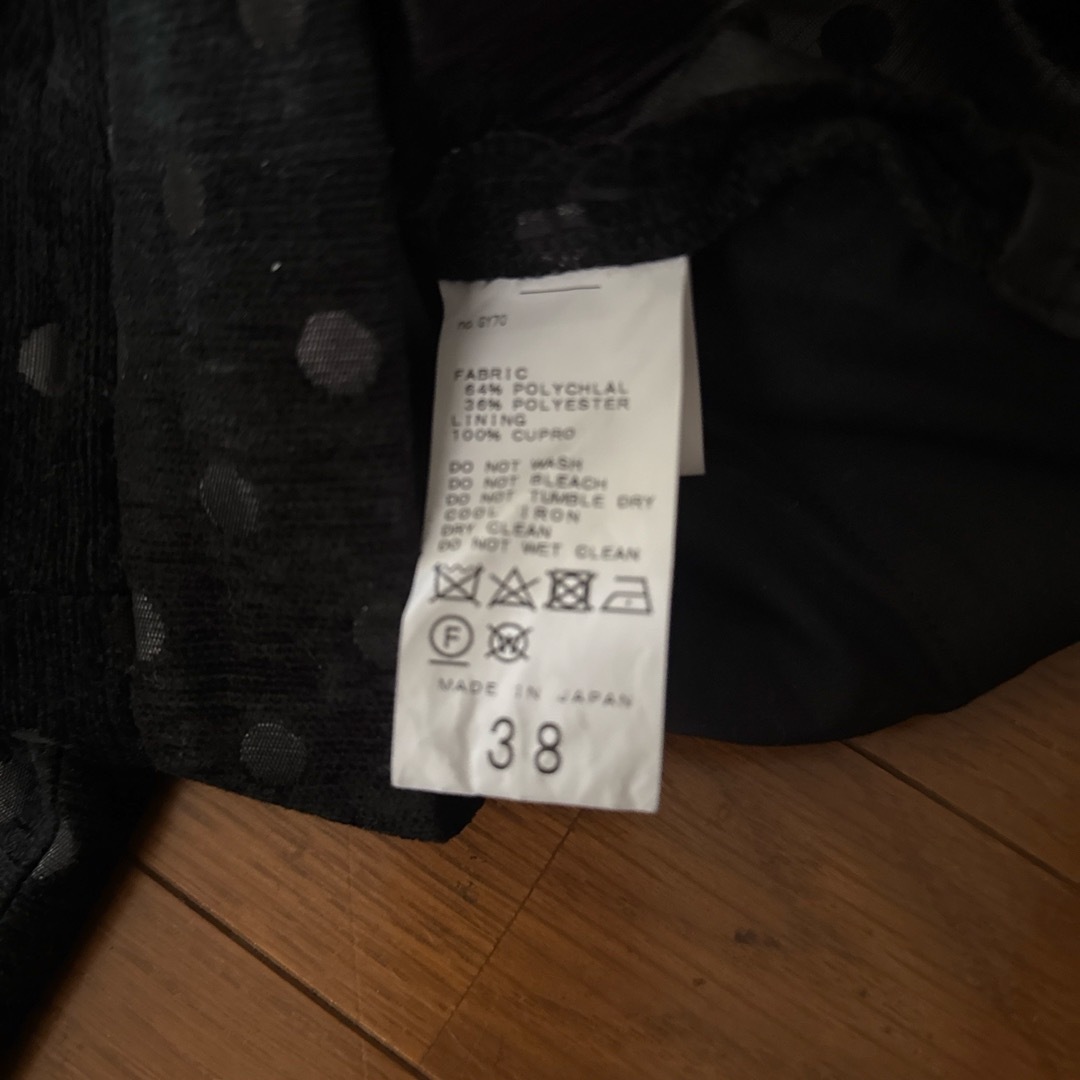 no.GY70
FABRIC
64% POLYCHLAL
36% POLYESTER
LINING
100% CUPRO
DO NOT WASH
DO NOT BLEACH
DO NOT TUMBLE DRY
COOL IRON
DRY CLEAN
DO NOT WET CLEAN
F W
MADE IN JAPAN
38